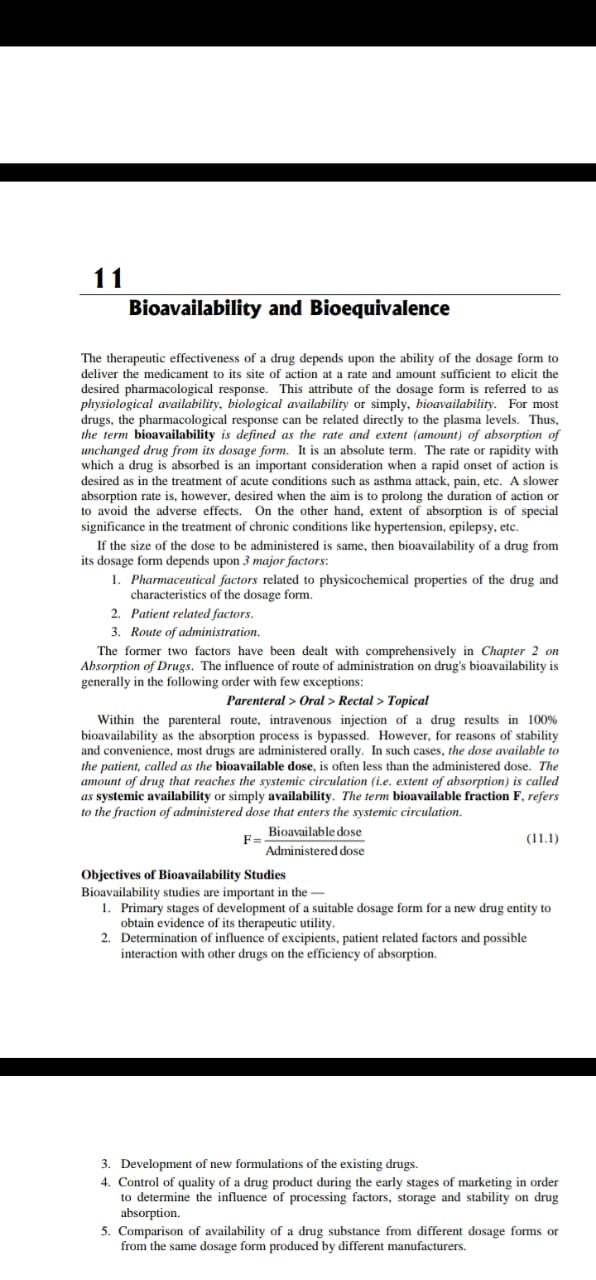 11
Bioavailability and Bioequivalence
The therapeutic effectiveness of a drug depends upon the ability of the dosage form to
deliver the medicament to its site of action at a rate and amount sufficient to elicit the
desired pharmacological response. This attribute of the dosage form is referred to as
physiological availability, biological availability or simply, bioavailability. For most
drugs, the pharmacological response can be related directly to the plasma levels. Thus,
the term bioavailability is defined as the rate and extent (amount) of absorption of
unchanged drug from its dosage form. It is an absolute term. The rate or rapidity with
which a drug is absorbed is an important consideration when a rapid onset of action is
desired as in the treatment of acute conditions such as asthma attack, pain, etc. A slower
absorption rate is, however, desired when the aim is to prolong the duration of action or
to avoid the adverse effects. On the other hand, extent of absorption is of special
significance in the treatment of chronic conditions like hypertension, epilepsy, etc.
If the size of the dose to be administered is same, then bioavailability of a drug from
its dosage form depends upon 3 major factors:
1. Pharmaceutical factors related to physicochemical properties of the drug and
characteristics of the dosage form.
2. Patient related factors.
3. Route of administration.
The former two factors have been dealt with comprehensively in Chapter 2 on
Absorption of Drugs. The influence of route of administration on drug's bioavailability is
generally in the following order with few exceptions:
Parenteral > Oral > Rectal > Topical
Within the parenteral route, intravenous injection of a drug results in 100%
bioavailability as the absorption process is bypassed. However, for reasons of stability
and convenience, most drugs are administered orally. In such cases, the dose available to
the patient, called as the bioavailable dose, is often less than the administered dose. The
amount of drug that reaches the systemic circulation (i.e. extent of absorption) is called
as systemic availability or simply availability. The term bioavailable fraction F, refers
to the fraction of administered dose that enters the systemic circulation.
F = Bioavailable dose / Administered dose (11.1)
Objectives of Bioavailability Studies
Bioavailability studies are important in the —
1. Primary stages of development of a suitable dosage form for a new drug entity to
obtain evidence of its therapeutic utility.
2. Determination of influence of excipients, patient related factors and possible
interaction with other drugs on the efficiency of absorption.
3. Development of new formulations of the existing drugs.
4. Control of quality of a drug product during the early stages of marketing in order
to determine the influence of processing factors, storage and stability on drug
absorption.
5. Comparison of availability of a drug substance from different dosage forms or
from the same dosage form produced by different manufacturers.